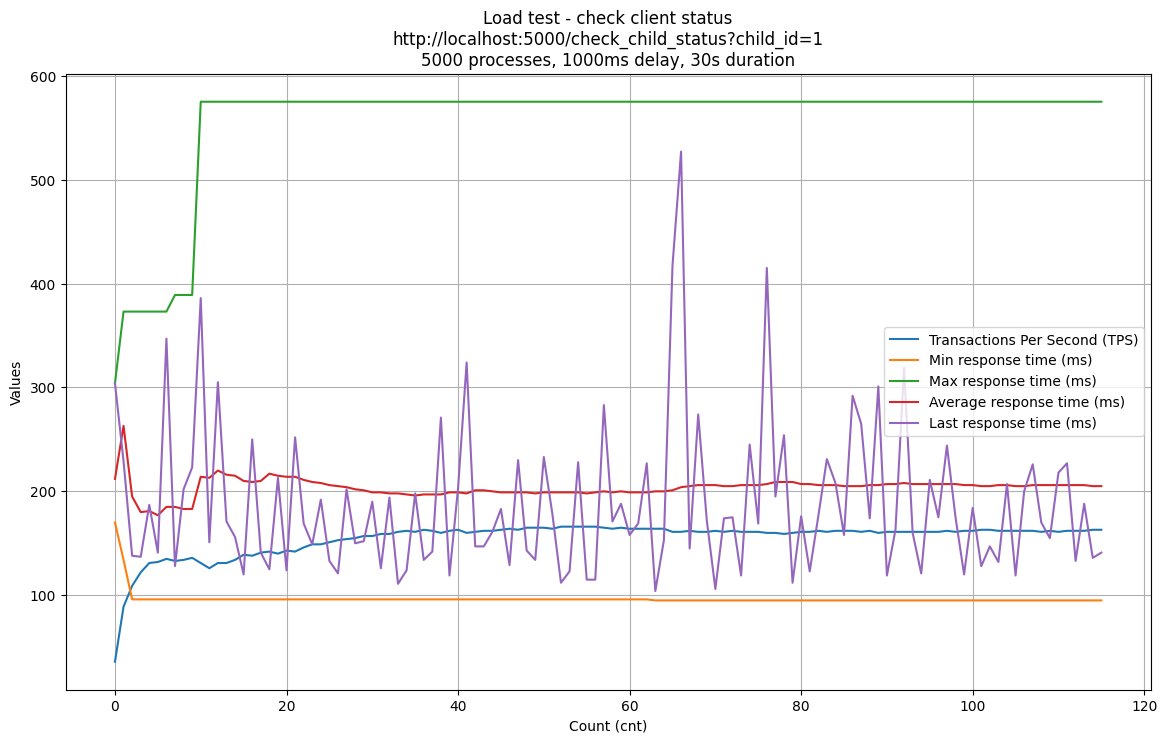 Load test - check client status
http://localhost:5000/check_child_status?child_id=1
5000 processes, 1000ms delay, 30s duration
600
500
400
300
200
100
Values
Transactions Per Second (TPS)
Min response time (ms)
Max response time (ms)
Average response time (ms)
Last response time (ms)
0 20 40 60 80 100 120
Count (cnt)